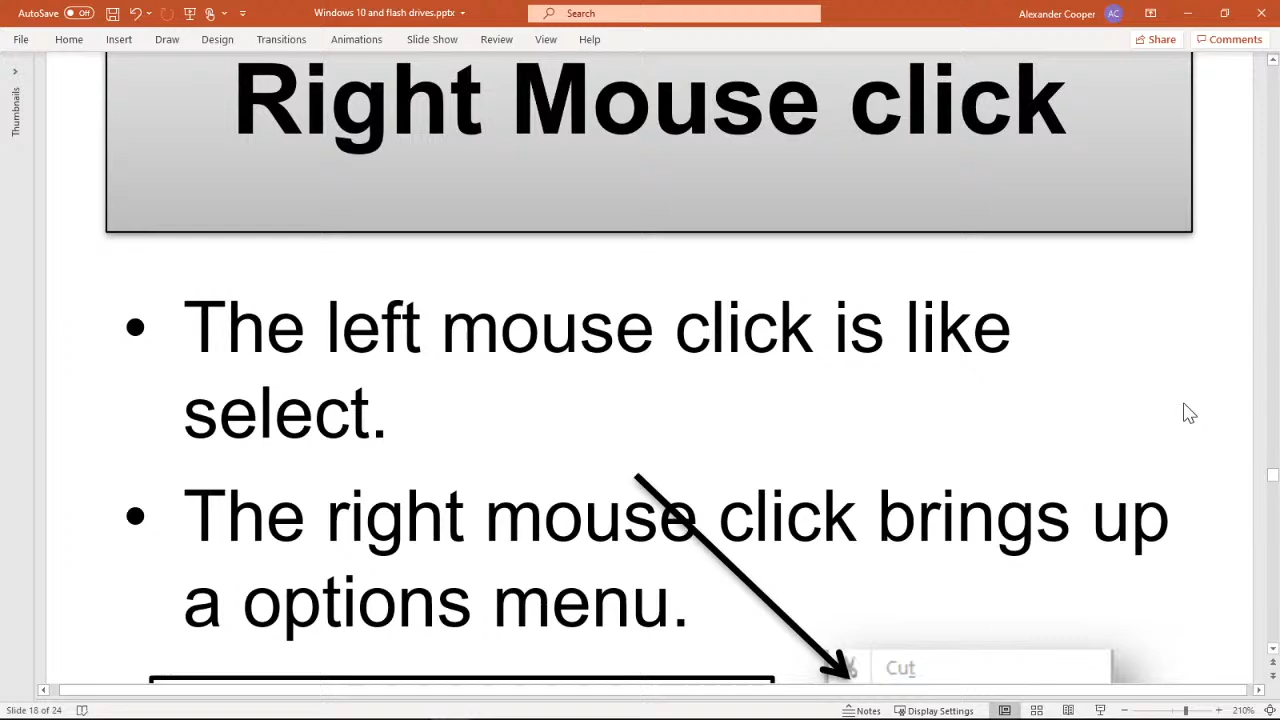 AutoSave Off Windows 10 and flash drives.pptx Search Alexander Cooper AC
File Home Insert Draw Design Transitions Animations Slide Show Review View Help Share Comments
Thumbnails
Right Mouse click
• The left mouse click is like
select.
• The right mouse click brings up
a options menu.
Cut
Slide 18 of 24 Notes Display Settings 210%